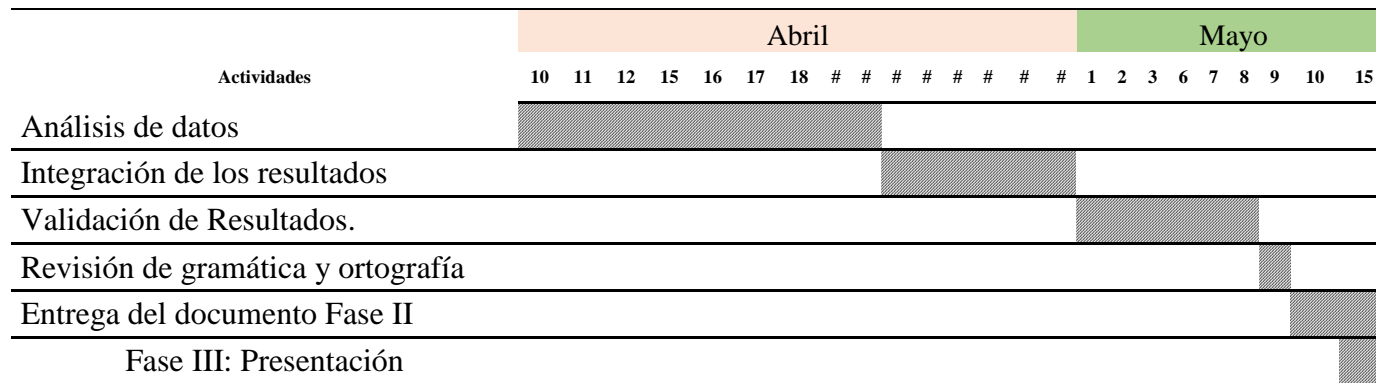 Abril Mayo
Actividades 10 11 12 15 16 17 18 # # # # # # # # 1 2 3 6 7 8 9 10 15
Análisis de datos
Integración de los resultados
Validación de Resultados.
Revisión de gramática y ortografía
Entrega del documento Fase II
Fase III: Presentación